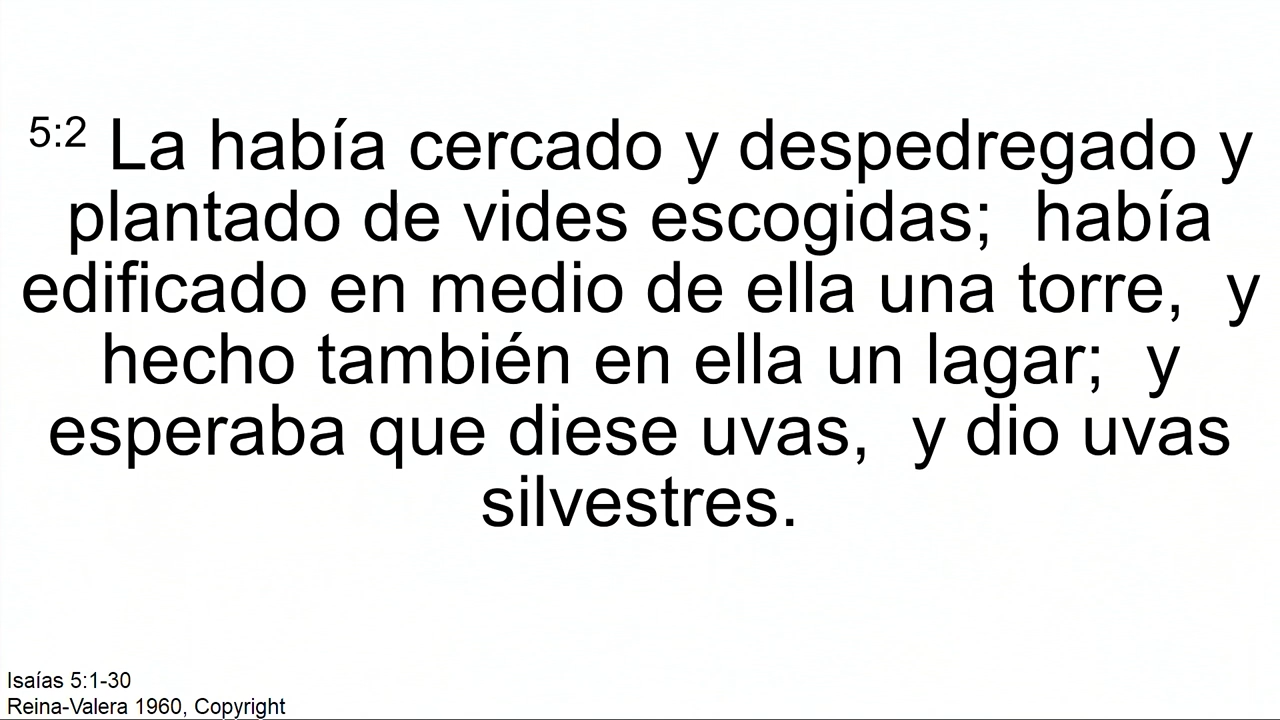 5:2 La había cercado y despedregado y
plantado de vides escogidas;  había
edificado en medio de ella una torre,  y
hecho también en ella un lagar;  y
esperaba que diese uvas,  y dio uvas
silvestres.
Isaías 5:1-30
Reina-Valera 1960, Copyright